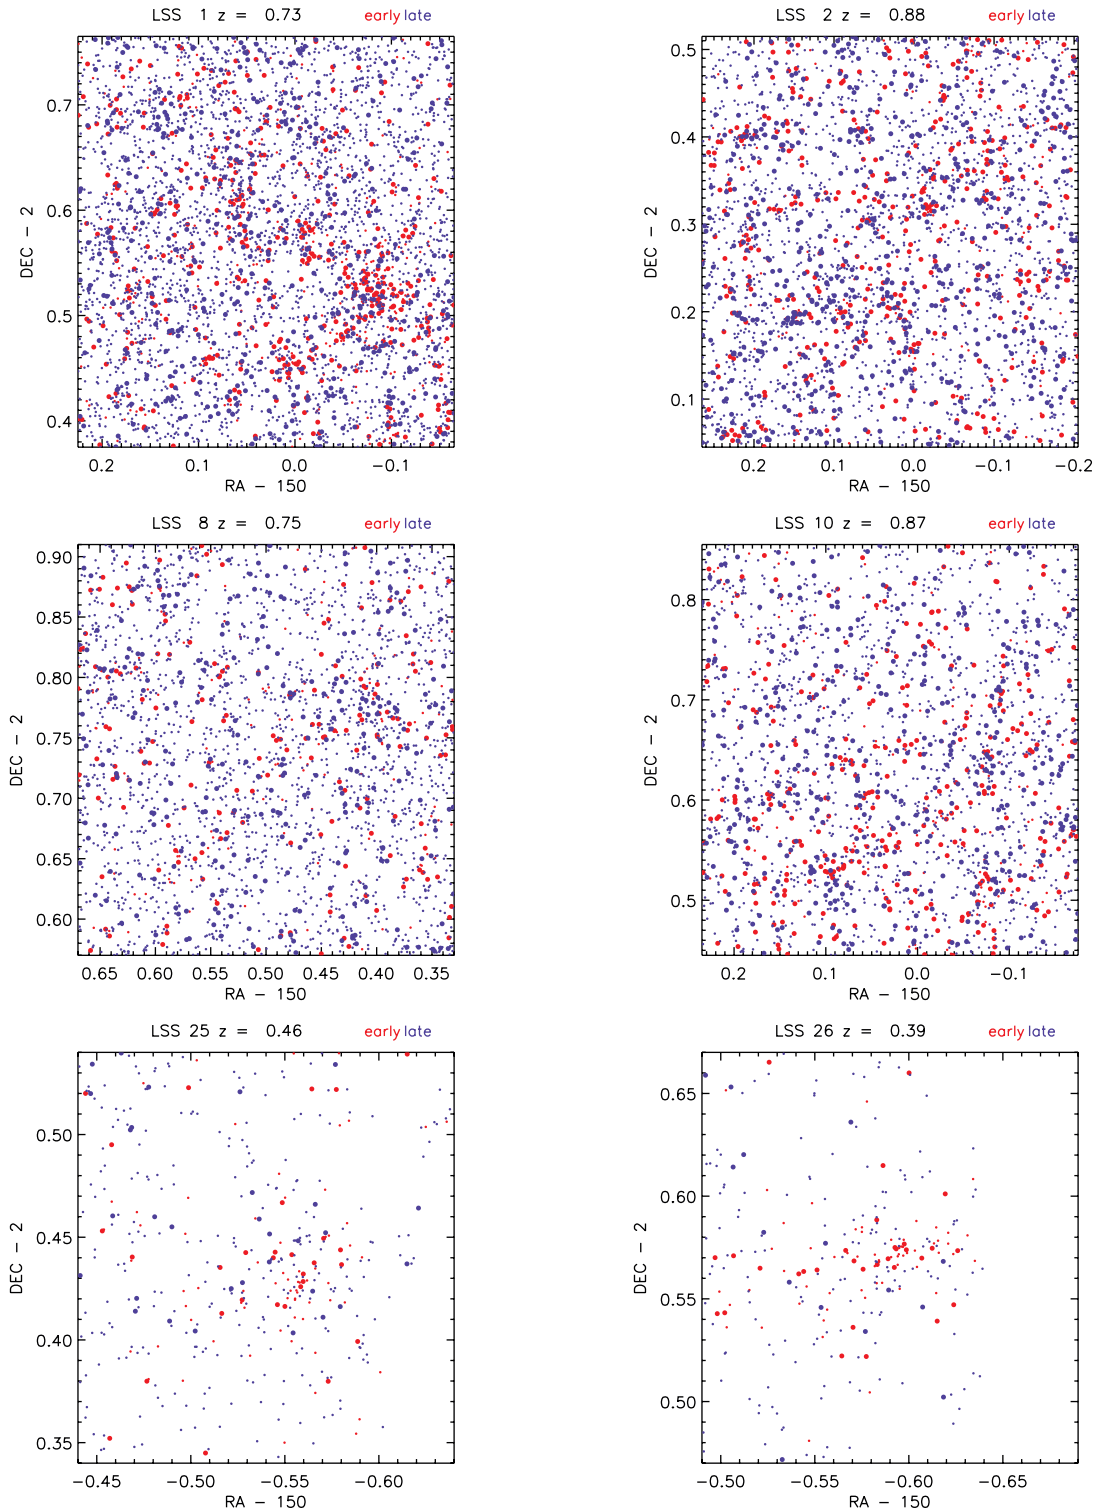 LSS 1 z = 0.73 early late
LSS 2 z = 0.88 early late
0.7
0.6
0.5
0.4
DEC - 2
0.2 0.1 0.0 -0.1
RA - 150
0.5
0.4
0.3
0.2
0.1
DEC - 2
0.2 0.1 0.0 -0.1 -0.2
RA - 150
LSS 8 z = 0.75 early late
LSS 10 z = 0.87 early late
0.90
0.85
0.80
0.75
0.70
0.65
0.60
DEC - 2
0.65 0.60 0.55 0.50 0.45 0.40 0.35
RA - 150
0.8
0.7
0.6
0.5
DEC - 2
0.2 0.1 0.0 -0.1
RA - 150
LSS 25 z = 0.46 early late
LSS 26 z = 0.39 early late
0.50
0.45
0.40
0.35
DEC - 2
-0.45 -0.50 -0.55 -0.60
RA - 150
0.65
0.60
0.55
0.50
DEC - 2
-0.50 -0.55 -0.60 -0.65
RA - 150